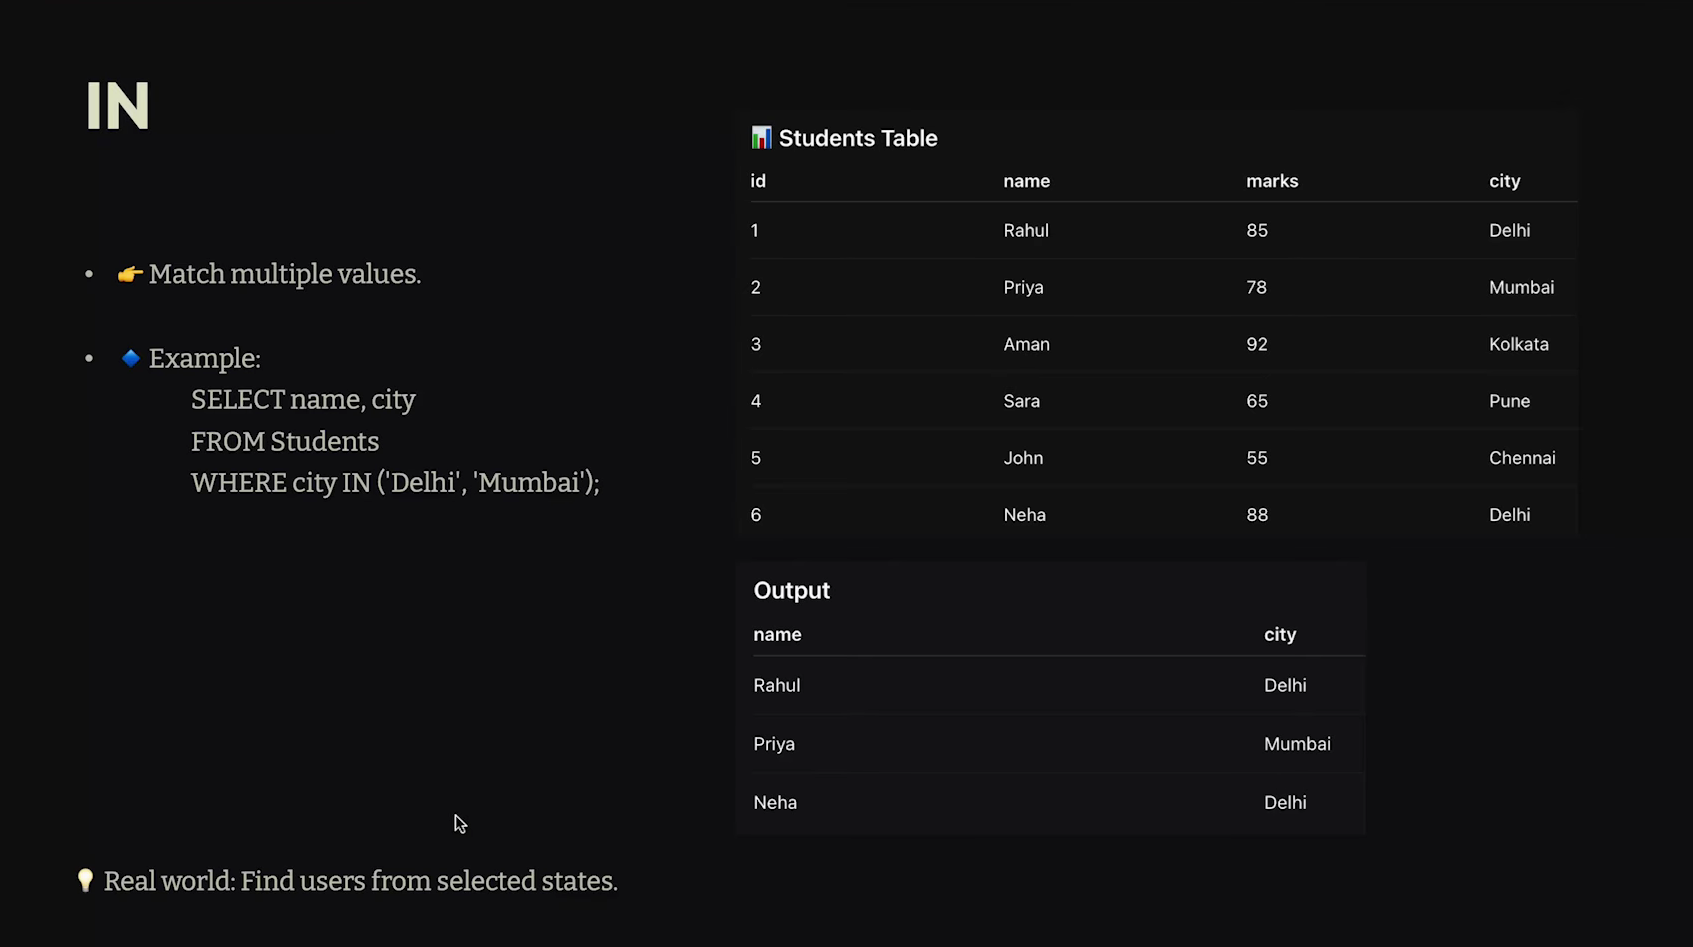 IN
• 👉 Match multiple values.
• 🔹 Example:
SELECT name, city
FROM Students
WHERE city IN ('Delhi', 'Mumbai');
💡 Real world: Find users from selected states.
📊 Students Table
id name marks city
1 Rahul 85 Delhi
2 Priya 78 Mumbai
3 Aman 92 Kolkata
4 Sara 65 Pune
5 John 55 Chennai
6 Neha 88 Delhi
Output
name city
Rahul Delhi
Priya Mumbai
Neha Delhi